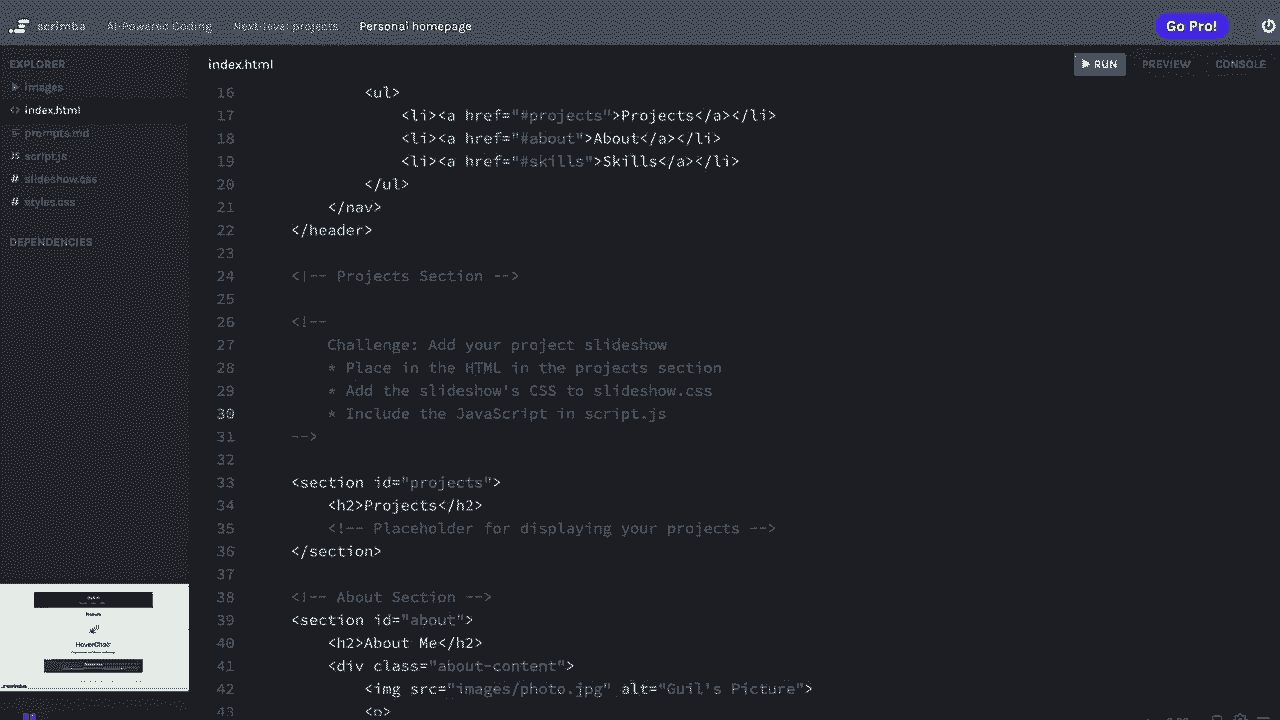 scrimba AI-Powered Coding Next-level projects Personal homepage Go Pro!
EXPLORER
images
index.html
prompts.md
JS script.js
# slideshow.css
# styles.css
DEPENDENCIES
index.html RUN PREVIEW CONSOLE
16 <ul>
17 <li><a href="#projects">Projects</a></li>
18 <li><a href="#about">About</a></li>
19 <li><a href="#skills">Skills</a></li>
20 </ul>
21 </nav>
22 </header>
23
24 <!-- Projects Section -->
25
26 <!--
27 Challenge: Add your project slideshow
28 * Place in the HTML in the projects section
29 * Add the slideshow's CSS to slideshow.css
30 * Include the JavaScript in script.js
31 -->
32
33 <section id="projects">
34 <h2>Projects</h2>
35 <!-- Placeholder for displaying your projects -->
36 </section>
37
38 <!-- About Section -->
39 <section id="about">
40 <h2>About Me</h2>
41 <div class="about-content">
42 <img src="images/photo.jpg" alt="Guil's Picture">
43 <p>
HoverChair